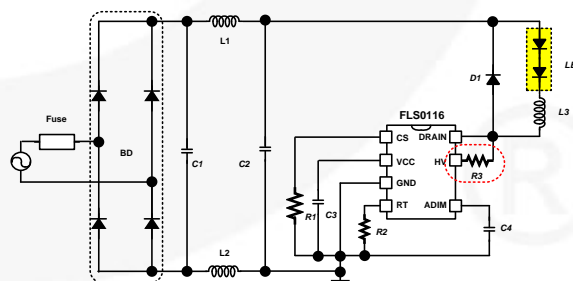 L1
D1
L3
FLS0116
Fuse
BD
C1
C2
CS
DRAIN
VCC
HV
GND
RT
ADIM
R1
C3
R2
R3
C4
L2